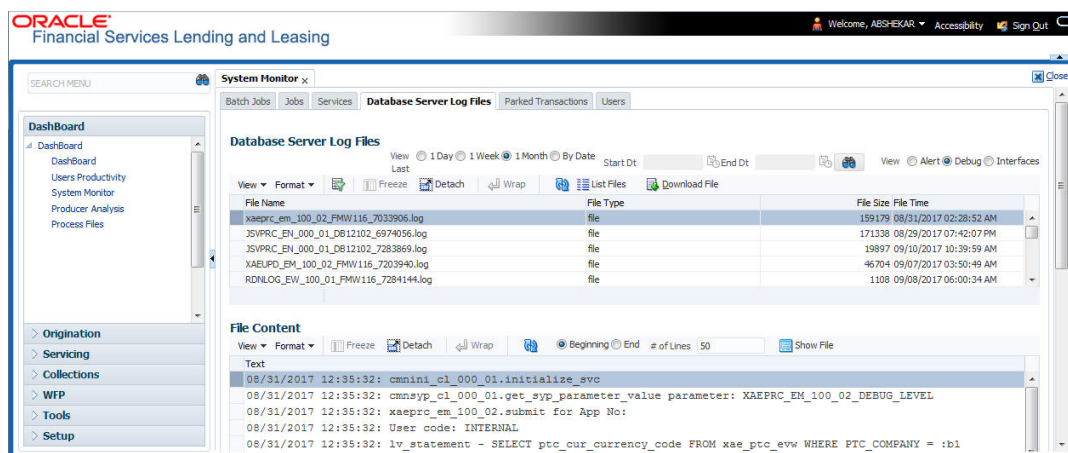 ORACLE
Financial Services Lending and Leasing
Welcome, ABSHEKAR Accessibility Sign Out
SEARCH MENU
DashBoard
DashBoard
DashBoard
Users Productivity
System Monitor
Producer Analysis
Process Files
Origination
Servicing
Collections
WFP
Tools
Setup
System Monitor x
Close
Batch Jobs Jobs Services Database Server Log Files Parked Transactions Users
Database Server Log Files
View Last 1 Day 1 Week 1 Month By Date Start Dt End Dt View Alert Debug Interfaces
View Format Freeze Detach Wrap List Files Download File
File Name File Type File Size File Time
xaeprc_em_100_02_FMW116_7033906.log file 159179 08/31/2017 02:28:52 AM
JSVPRC_EN_000_01_DB12102_6974056.log file 171338 08/29/2017 07:42:07 PM
JSVPRC_EN_000_01_DB12102_7283869.log file 19897 09/10/2017 10:39:59 AM
XAEUPD_EM_100_02_FMW116_7203940.log file 46704 09/07/2017 03:50:49 AM
RDNLOG_EW_100_01_FMW116_7284144.log file 1108 09/08/2017 06:00:34 AM
File Content
View Format Freeze Detach Wrap Beginning End # of Lines 50 Show File
Text
08/31/2017 12:35:32: cmnini_cl_000_01.initialize_svc
08/31/2017 12:35:32: cmnsyp_cl_000_01.get_syp_parameter_value parameter: XAEPRC_EM_100_02_DEBUG_LEVEL
08/31/2017 12:35:32: xaeprc_em_100_02.submit for App No:
08/31/2017 12:35:32: User code: INTERNAL
08/31/2017 12:35:32: lv_statement - SELECT ptc_cur_currency_code FROM xae_ptc_evw WHERE PTC_COMPANY = :b1